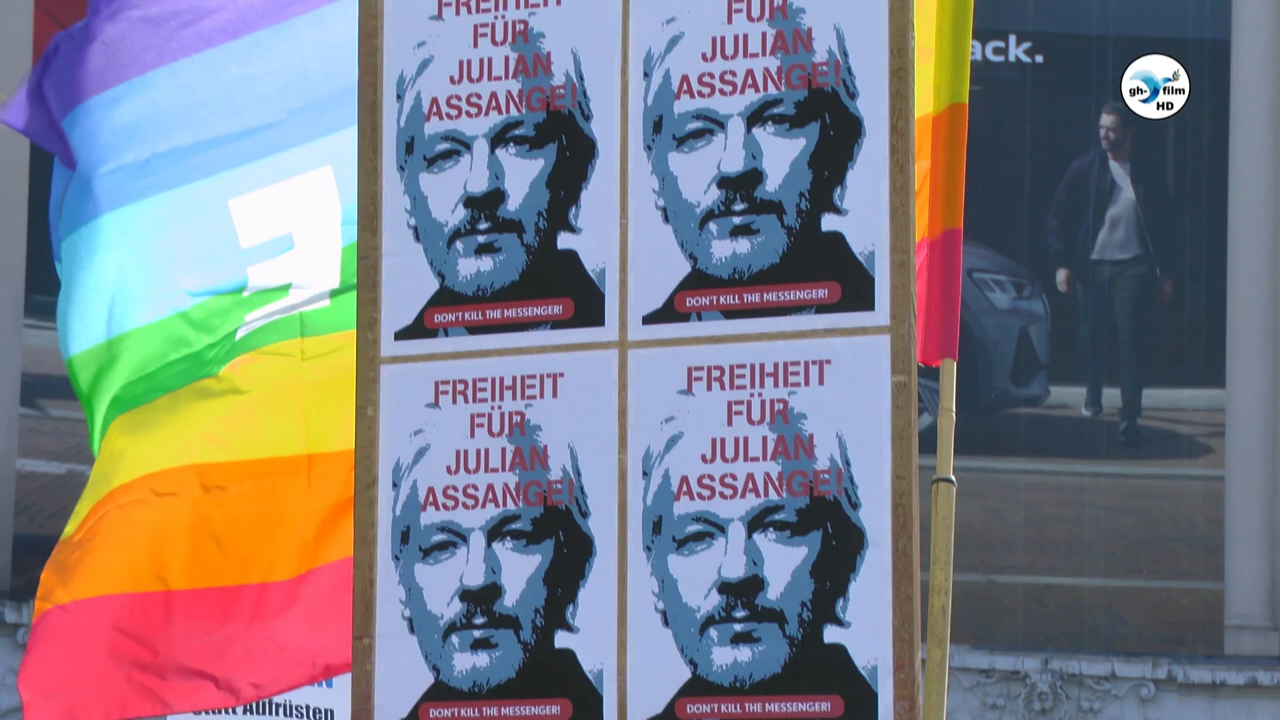 FREIHEIT
FÜR
JULIAN
ASSANGE!
DON'T KILL THE MESSENGER!
FÜR
JULIAN
ASSANGE!
DON'T KILL THE MESSENGER!
FREIHEIT
FÜR
JULIAN
ASSANGE!
DON'T KILL THE MESSENGER!
FREIHEIT
FÜR
JULIAN
ASSANGE!
DON'T KILL THE MESSENGER!
ack.
gh-film
HD
statt Aufrüsten